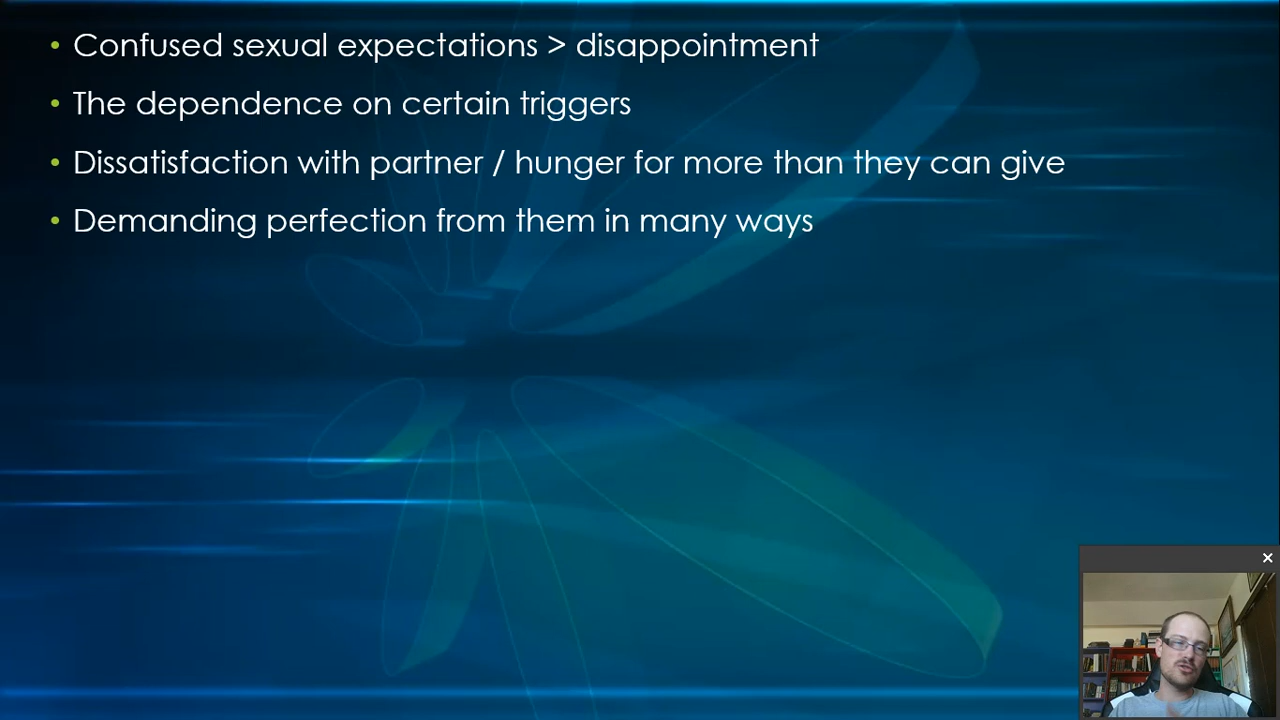 • Confused sexual expectations > disappointment
• The dependence on certain triggers
• Dissatisfaction with partner / hunger for more than they can give
• Demanding perfection from them in many ways